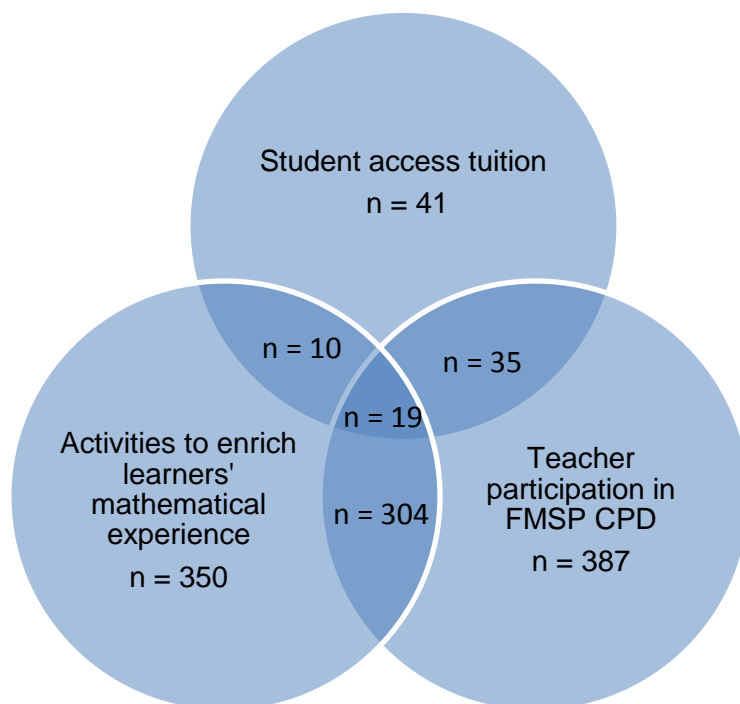 Student access tuition
n = 41
n = 10
n = 35
n = 19
Activities to enrich
learners'
mathematical
experience
n = 350
n = 304
Teacher
participation in
FMSP CPD
n = 387